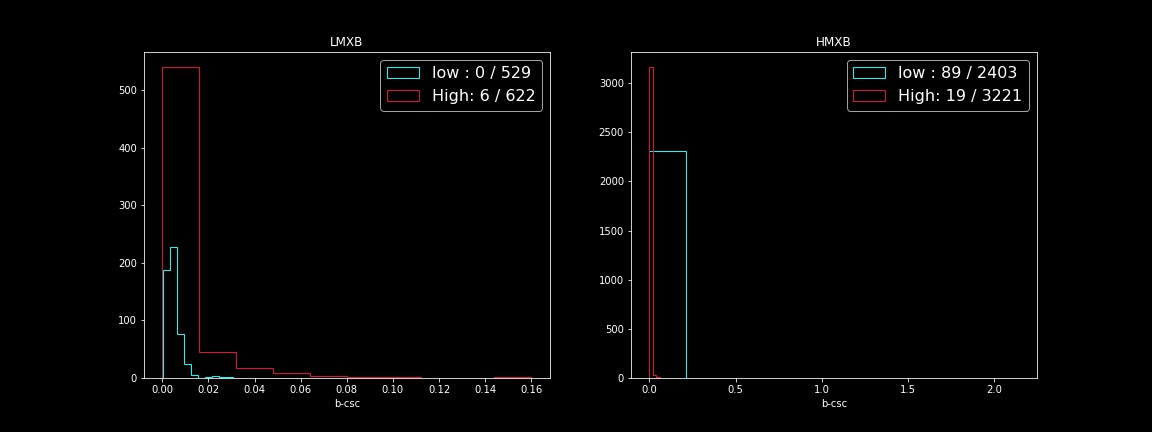 LMXB
low : 0 / 529
High: 6 / 622
500
400
300
200
100
0
0.00 0.02 0.04 0.06 0.08 0.10 0.12 0.14 0.16
b-csc
HMXB
low : 89 / 2403
High: 19 / 3221
3000
2500
2000
1500
1000
500
0
0.0 0.5 1.0 1.5 2.0
b-csc